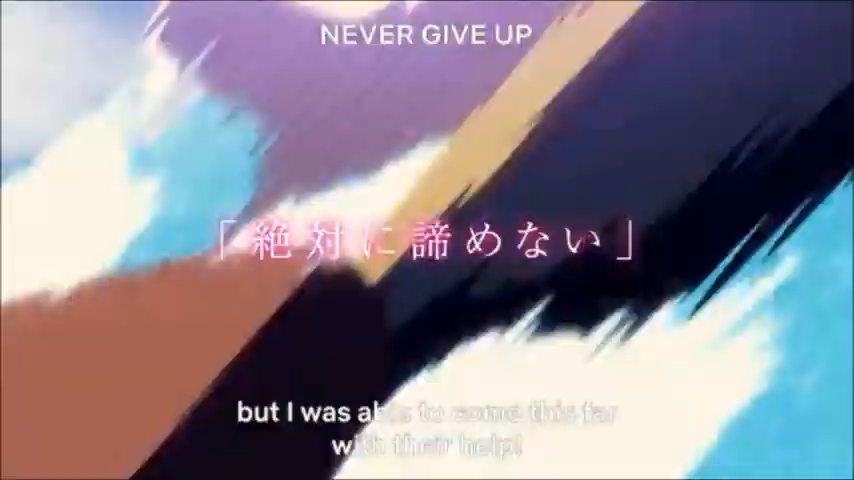 NEVER GIVE UP
「絶対に諦めない」
but I was able to come this far
with their help!